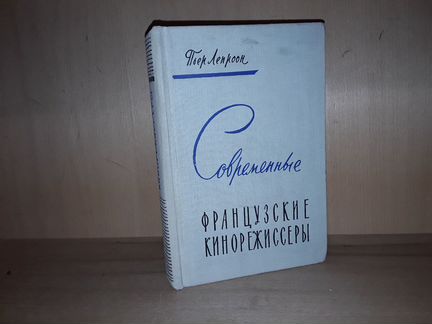 Пьер Лепроон
Современные
ФРАНЦУЗСКИЕ
КИНОРЕЖИССЕРЫ